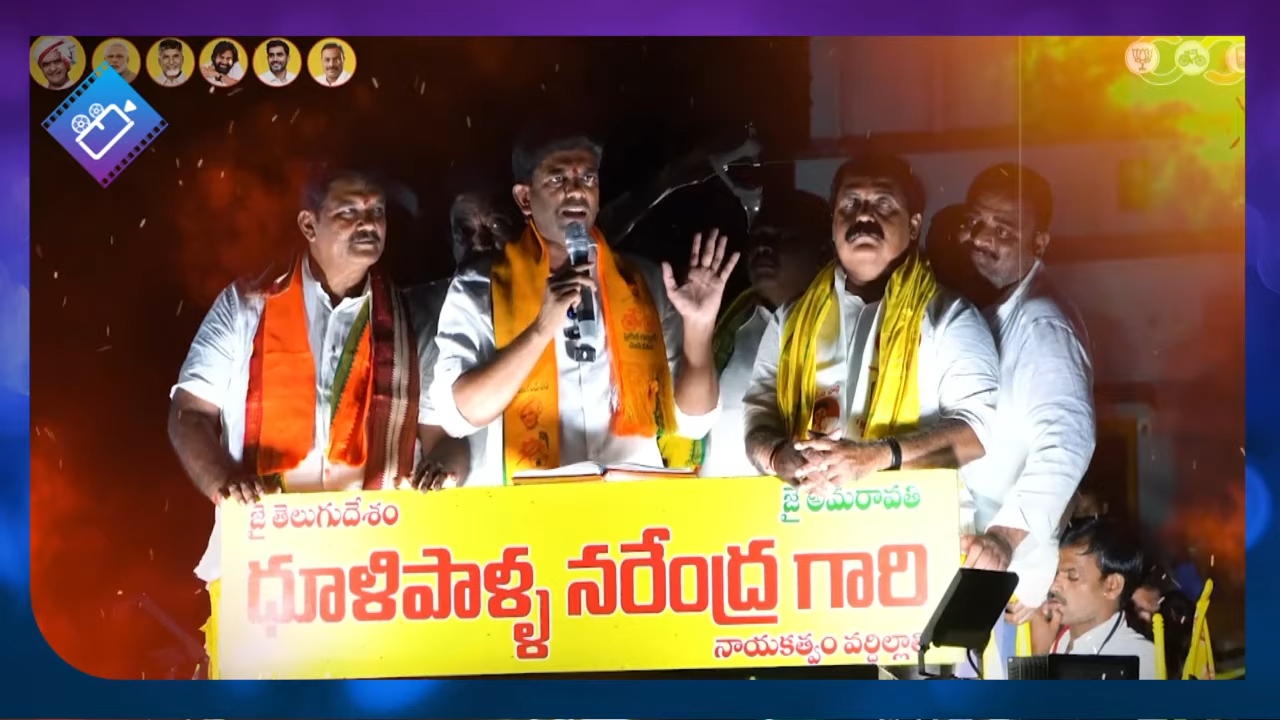 జై తెలుగుదేశం
జై అమరావతి
ధూళిపాళ్ళ నరేంద్ర గారి
నాయకత్వం వర్దిల్లాలి